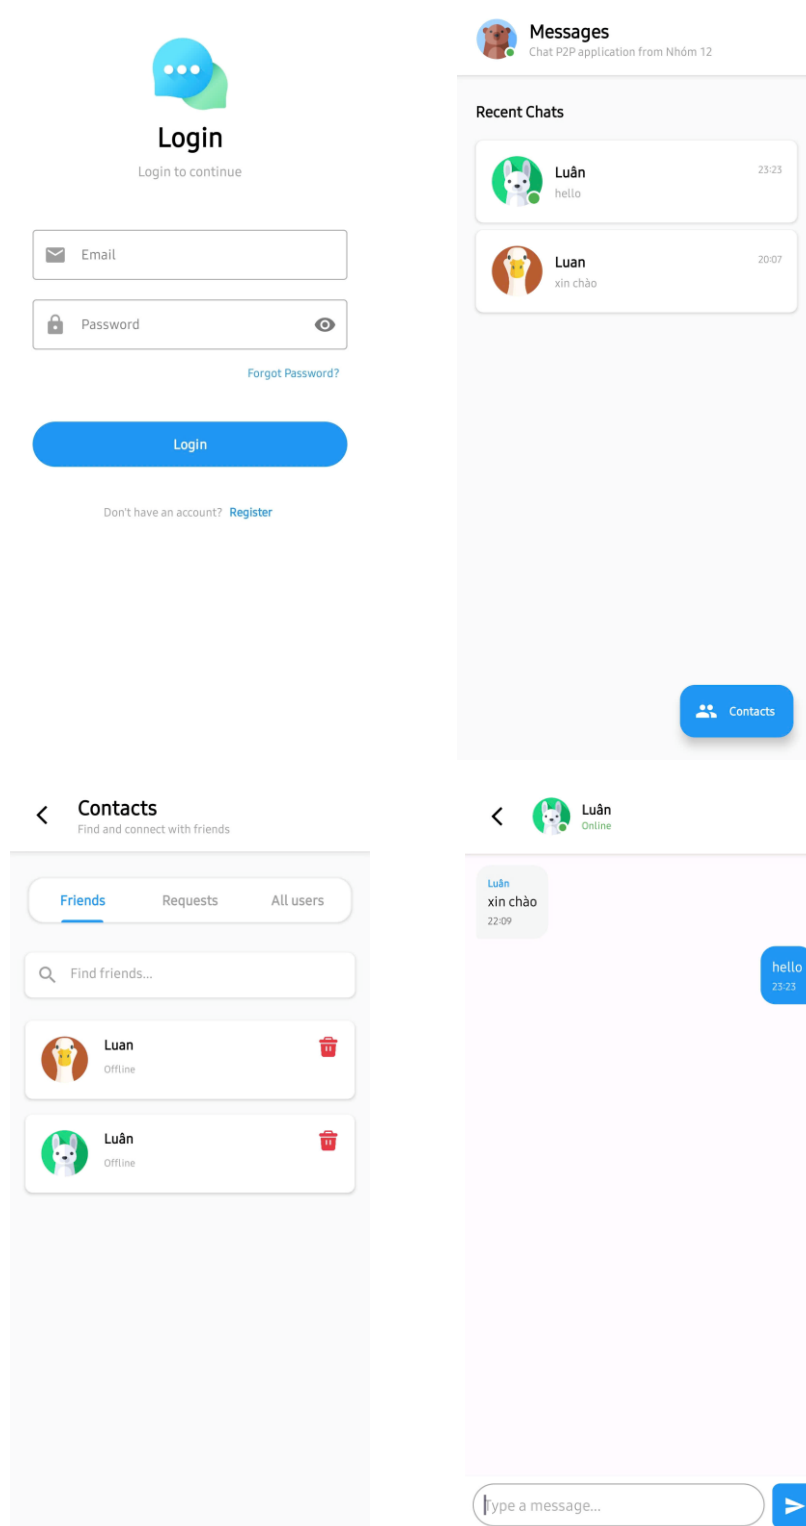 Login
Login to continue
Email
Password
Forgot Password?
Login
Don't have an account? Register
Messages
Chat P2P application from Nhóm 12
Recent Chats
Luân
23:23
hello
Luan
20:07
xin chào
Contacts
Contacts
Find and connect with friends
Friends Requests All users
Find friends...
Luan
Offline
Luân
Offline
Luân
Online
Luân
xin chào
22:09
hello
23:23
Type a message...